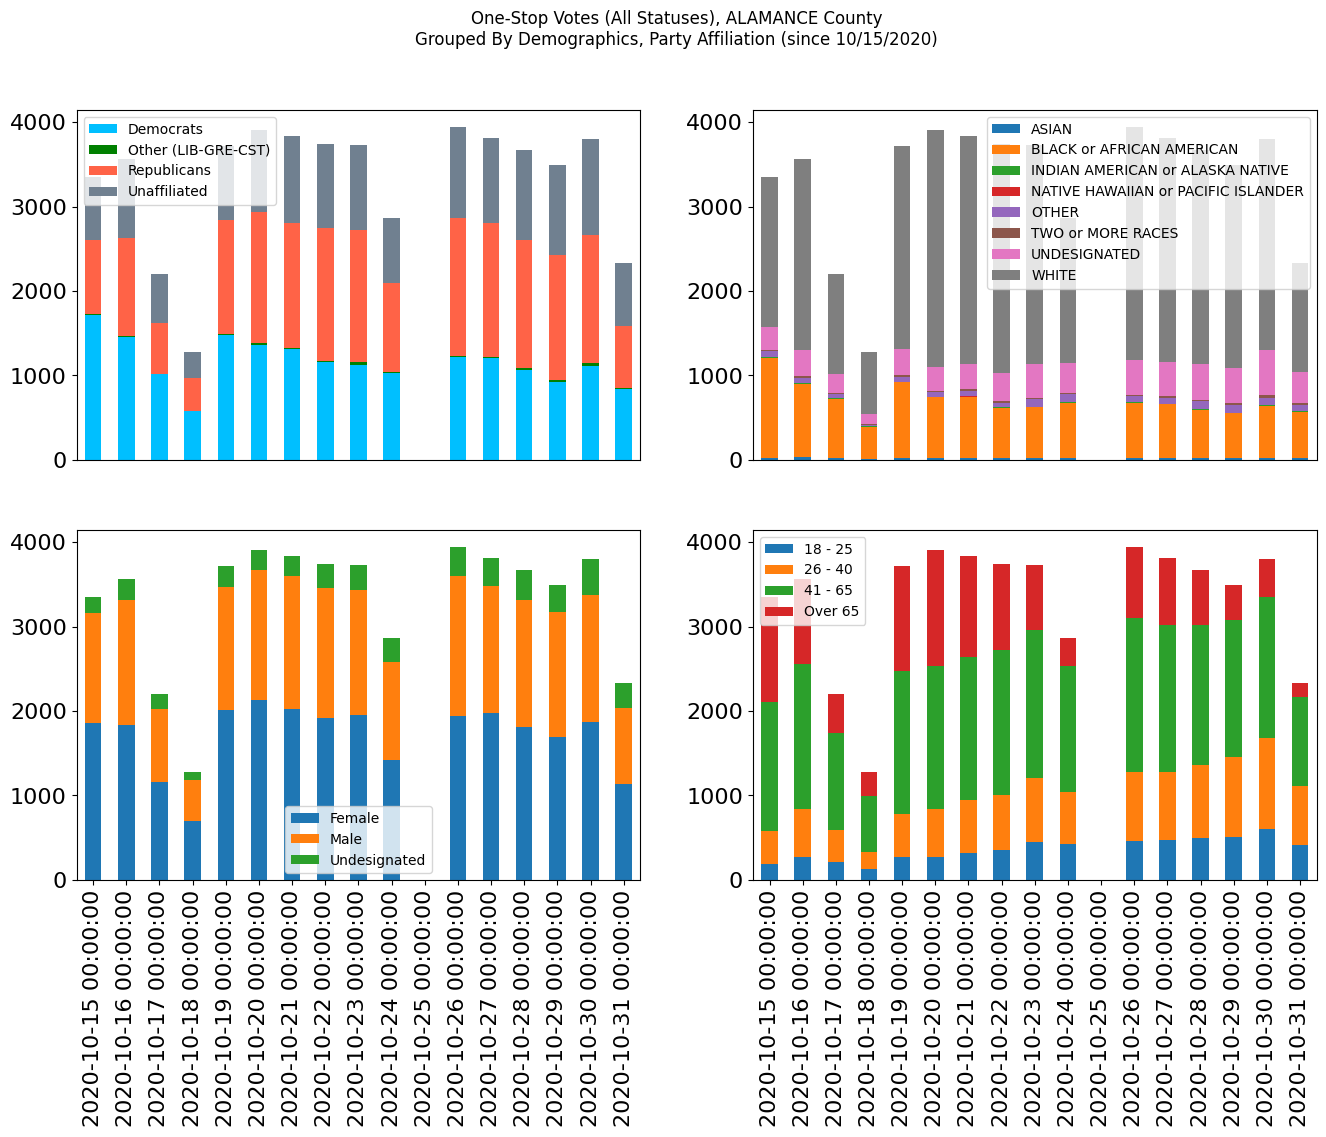 One-Stop Votes (All Statuses), ALAMANCE County
Grouped By Demographics, Party Affiliation (since 10/15/2020)
4000
3000
2000
1000
0
Democrats
Other (LIB-GRE-CST)
Republicans
Unaffiliated
4000
3000
2000
1000
0
ASIAN
BLACK or AFRICAN AMERICAN
INDIAN AMERICAN or ALASKA NATIVE
NATIVE HAWAIIAN or PACIFIC ISLANDER
OTHER
TWO or MORE RACES
UNDESIGNATED
WHITE
4000
3000
2000
1000
0
Female
Male
Undesignated
2020-10-15 00:00:00
2020-10-16 00:00:00
2020-10-17 00:00:00
2020-10-18 00:00:00
2020-10-19 00:00:00
2020-10-20 00:00:00
2020-10-21 00:00:00
2020-10-22 00:00:00
2020-10-23 00:00:00
2020-10-24 00:00:00
2020-10-25 00:00:00
2020-10-26 00:00:00
2020-10-27 00:00:00
2020-10-28 00:00:00
2020-10-29 00:00:00
2020-10-30 00:00:00
2020-10-31 00:00:00
4000
3000
2000
1000
0
18 - 25
26 - 40
41 - 65
Over 65
2020-10-15 00:00:00
2020-10-16 00:00:00
2020-10-17 00:00:00
2020-10-18 00:00:00
2020-10-19 00:00:00
2020-10-20 00:00:00
2020-10-21 00:00:00
2020-10-22 00:00:00
2020-10-23 00:00:00
2020-10-24 00:00:00
2020-10-25 00:00:00
2020-10-26 00:00:00
2020-10-27 00:00:00
2020-10-28 00:00:00
2020-10-29 00:00:00
2020-10-30 00:00:00
2020-10-31 00:00:00